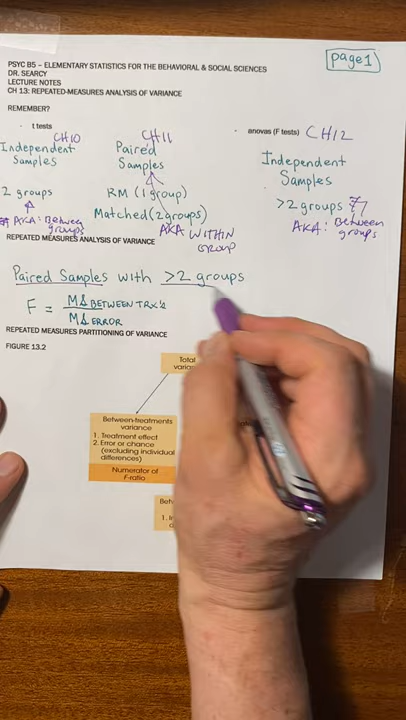 page 1
PSYC B5 – ELEMENTARY STATISTICS FOR THE BEHAVIORAL & SOCIAL SCIENCES
DR. SEARCY
LECTURE NOTES
CH 13: REPEATED-MEASURES ANALYSIS OF VARIANCE
REMEMBER?
t tests
CH10
Independent
Samples
2 groups
AKA: Between
groups
CH11
Paired
Samples
RM (1 group)
Matched (2 groups)
AKA WITHIN
GROUP
anovas (F tests) CH12
Independent
Samples
>2 groups
AKA: Between
groups
REPEATED MEASURES ANALYSIS OF VARIANCE
Paired Samples with >2 groups
F = MΔ BETWEEN TRX's
MΔ ERROR
REPEATED MEASURES PARTITIONING OF VARIANCE
FIGURE 13.2
Total
Between-treatments
variance
1. Treatment effect
2. Error or chance
(excluding individual
differences)
Numerator of
F-ratio